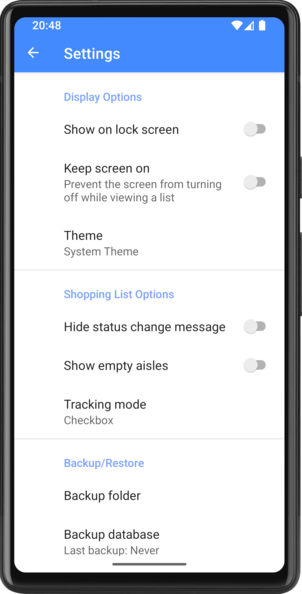 20:48
Settings
Display Options
Show on lock screen
Keep screen on
Prevent the screen from turning
off while viewing a list
Theme
System Theme
Shopping List Options
Hide status change message
Show empty aisles
Tracking mode
Checkbox
Backup/Restore
Backup folder
Backup database
Last backup: Never